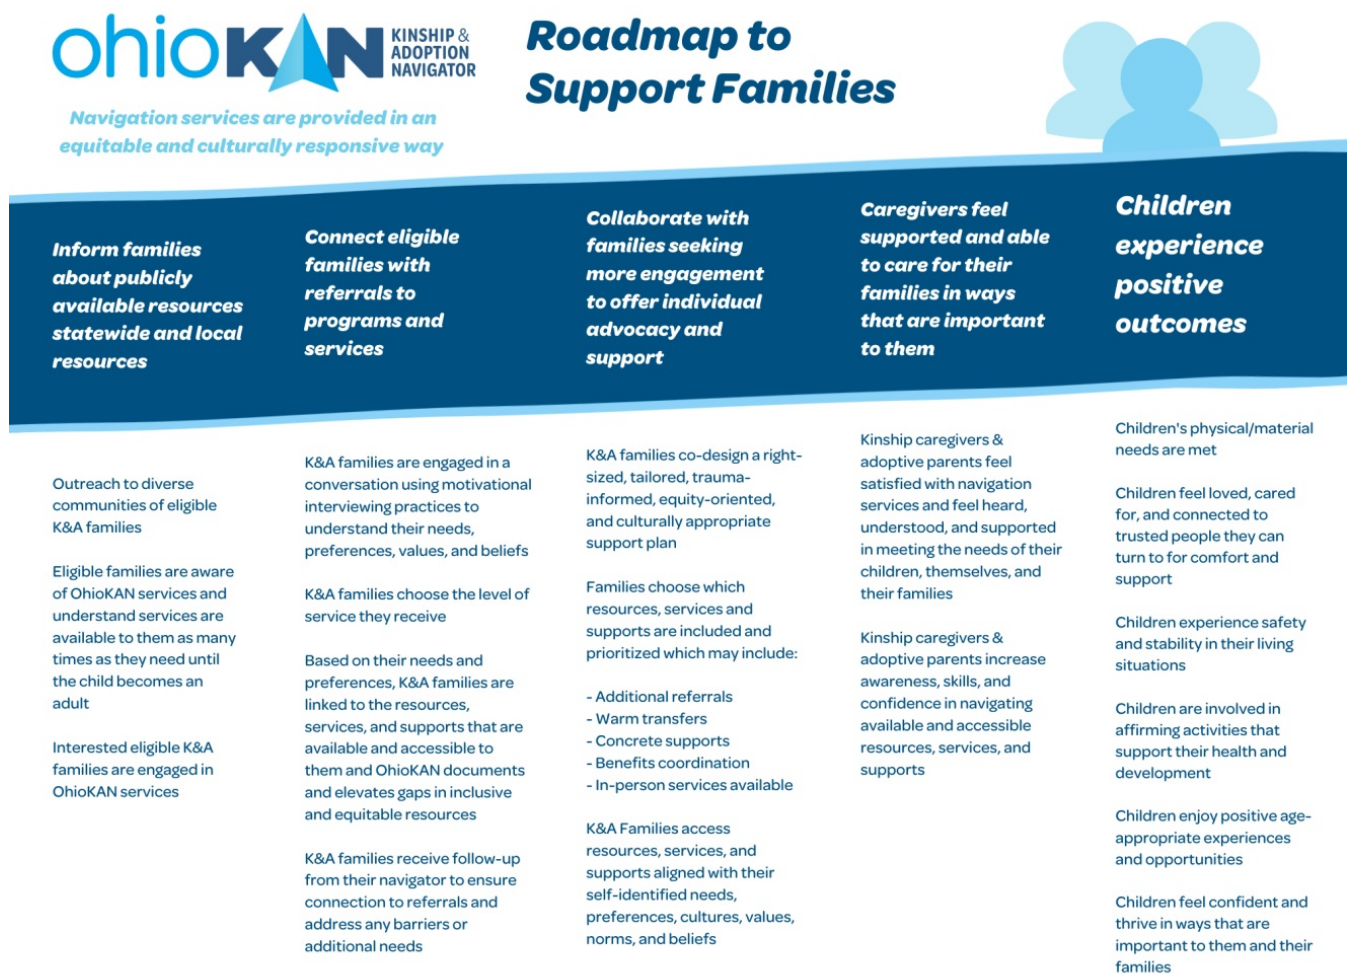 ohioKAN
KINSHIP &
ADOPTION
NAVIGATOR
Navigation services are provided in an
equitable and culturally responsive way
Roadmap to
Support Families
Inform families
about publicly
available resources
statewide and local
resources
Connect eligible
families with
referrals to
programs and
services
Collaborate with
families seeking
more engagement
to offer individual
advocacy and
support
Caregivers feel
supported and able
to care for their
families in ways
that are important
to them
Children
experience
positive
outcomes
Outreach to diverse
communities of eligible
K&A families
Eligible families are aware
of OhioKAN services and
understand services are
available to them as many
times as they need until
the child becomes an
adult
Interested eligible K&A
families are engaged in
OhioKAN services
K&A families are engaged in a
conversation using motivational
interviewing practices to
understand their needs,
preferences, values, and beliefs
K&A families choose the level of
service they receive
Based on their needs and
preferences, K&A families are
linked to the resources,
services, and supports that are
available and accessible to
them and OhioKAN documents
and elevates gaps in inclusive
and equitable resources
K&A families receive follow-up
from their navigator to ensure
connection to referrals and
address any barriers or
additional needs
K&A families co-design a right-
sized, tailored, trauma-
informed, equity-oriented,
and culturally appropriate
support plan
Families choose which
resources, services and
supports are included and
prioritized which may include:
- Additional referrals
- Warm transfers
- Concrete supports
- Benefits coordination
- In-person services available
K&A Families access
resources, services, and
supports aligned with their
self-identified needs,
preferences, cultures, values,
norms, and beliefs
Kinship caregivers &
adoptive parents feel
satisfied with navigation
services and feel heard,
understood, and supported
in meeting the needs of their
children, themselves, and
their families
Kinship caregivers &
adoptive parents increase
awareness, skills, and
confidence in navigating
available and accessible
resources, services, and
supports
Children's physical/material
needs are met
Children feel loved, cared
for, and connected to
trusted people they can
turn to for comfort and
support
Children experience safety
and stability in their living
situations
Children are involved in
affirming activities that
support their health and
development
Children enjoy positive age-
appropriate experiences
and opportunities
Children feel confident and
thrive in ways that are
important to them and their
families